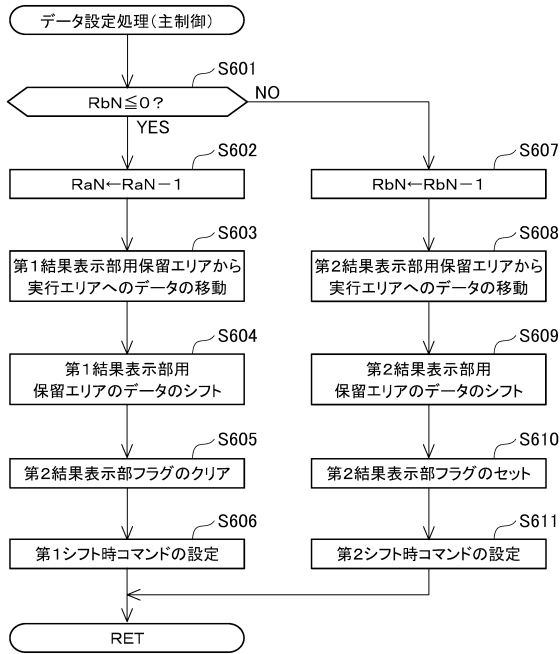 データ設定処理(主制御)
S601
RbN≦0?
NO
YES
S602
RaN←RaN−1
S603
第1結果表示部用保留エリアから
実行エリアへのデータの移動
S604
第1結果表示部用
保留エリアのデータのシフト
S605
第2結果表示部フラグのクリア
S606
第1シフト時コマンドの設定
S607
RbN←RbN−1
S608
第2結果表示部用保留エリアから
実行エリアへのデータの移動
S609
第2結果表示部用
保留エリアのデータのシフト
S610
第2結果表示部フラグのセット
S611
第2シフト時コマンドの設定
RET